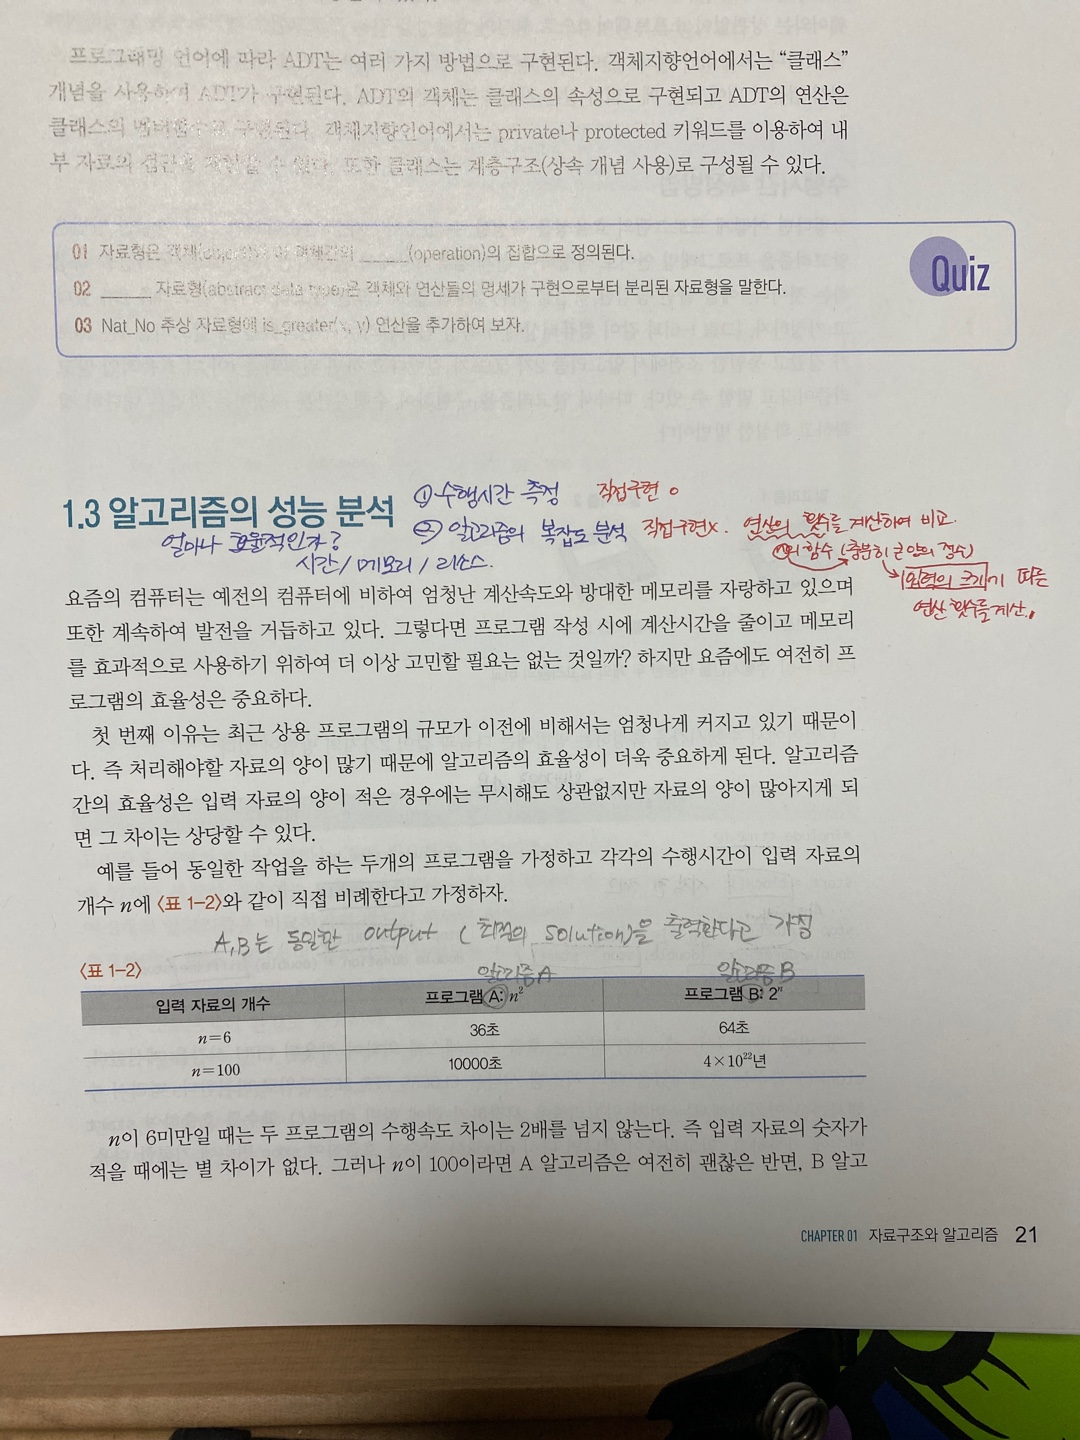 프로그래밍 언어에 따라 ADT는 여러 가지 방법으로 구현된다. 객체지향언어에서는 “클래스”
개념을 사용하여 ADT가 구현된다. ADT의 객체는 클래스의 속성으로 구현되고 ADT의 연산은
클래스의 멤버함수로 구현된다. 객체지향언어에서는 private나 protected 키워드를 이용하여 내
부 자료의 접근을 제한할 수 있다. 또한 클래스는 계층구조(상속 개념 사용)로 구성될 수 있다.
Quiz
01 자료형은 객체(object)와 이 객체간의 _____(operation)의 집합으로 정의된다.
02 _____ 자료형(abstract data type)은 객체와 연산들의 명세가 구현으로부터 분리된 자료형을 말한다.
03 Nat_No 추상 자료형에 is_greater(x, y) 연산을 추가하여 보자.
1.3 알고리즘의 성능 분석
① 수행시간 측정 직접구현 o
② 알고리즘의 복잡도 분석 직접구현x. 연산의 횟수를 계산하여 비교.
얼마나 효율적인가?
시간/메모리/리소스.
n의 함수 (충분히 큰 양의 정수)
입력의 크기 따른
연산 횟수를 계산.
요즘의 컴퓨터는 예전의 컴퓨터에 비하여 엄청난 계산속도와 방대한 메모리를 자랑하고 있으며
또한 계속하여 발전을 거듭하고 있다. 그렇다면 프로그램 작성 시에 계산시간을 줄이고 메모리
를 효과적으로 사용하기 위하여 더 이상 고민할 필요는 없는 것일까? 하지만 요즘에도 여전히 프
로그램의 효율성은 중요하다.
첫 번째 이유는 최근 상용 프로그램의 규모가 이전에 비해서는 엄청나게 커지고 있기 때문이
다. 즉 처리해야할 자료의 양이 많기 때문에 알고리즘의 효율성이 더욱 중요하게 된다. 알고리즘
간의 효율성은 입력 자료의 양이 적은 경우에는 무시해도 상관없지만 자료의 양이 많아지게 되
면 그 차이는 상당할 수 있다.
예를 들어 동일한 작업을 하는 두개의 프로그램을 가정하고 각각의 수행시간이 입력 자료의
개수 n에 〈표 1-2〉와 같이 직접 비례한다고 가정하자.
A,B는 동일한 output (최적의 solution)을 출력한다고 가정
〈표 1-2〉
알고리즘 A 알고리즘 B
입력 자료의 개수 프로그램 A: n² 프로그램 B: 2ⁿ
n=6 36초 64초
n=100 10000초 4×10²²년
n이 6미만일 때는 두 프로그램의 수행속도 차이는 2배를 넘지 않는다. 즉 입력 자료의 숫자가
적을 때에는 별 차이가 없다. 그러나 n이 100이라면 A 알고리즘은 여전히 괜찮은 반면, B 알고
CHAPTER 01 자료구조와 알고리즘 21